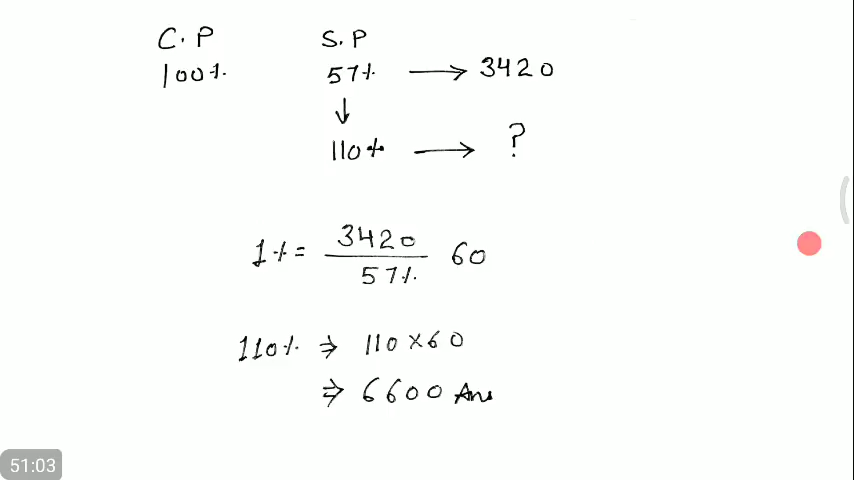 C.P S.P
100% 57% → 3420
↓
110% → ?
1% = 3420 / 57% 60
110% ⇒ 110 × 60
⇒ 6600 Ans
51:03